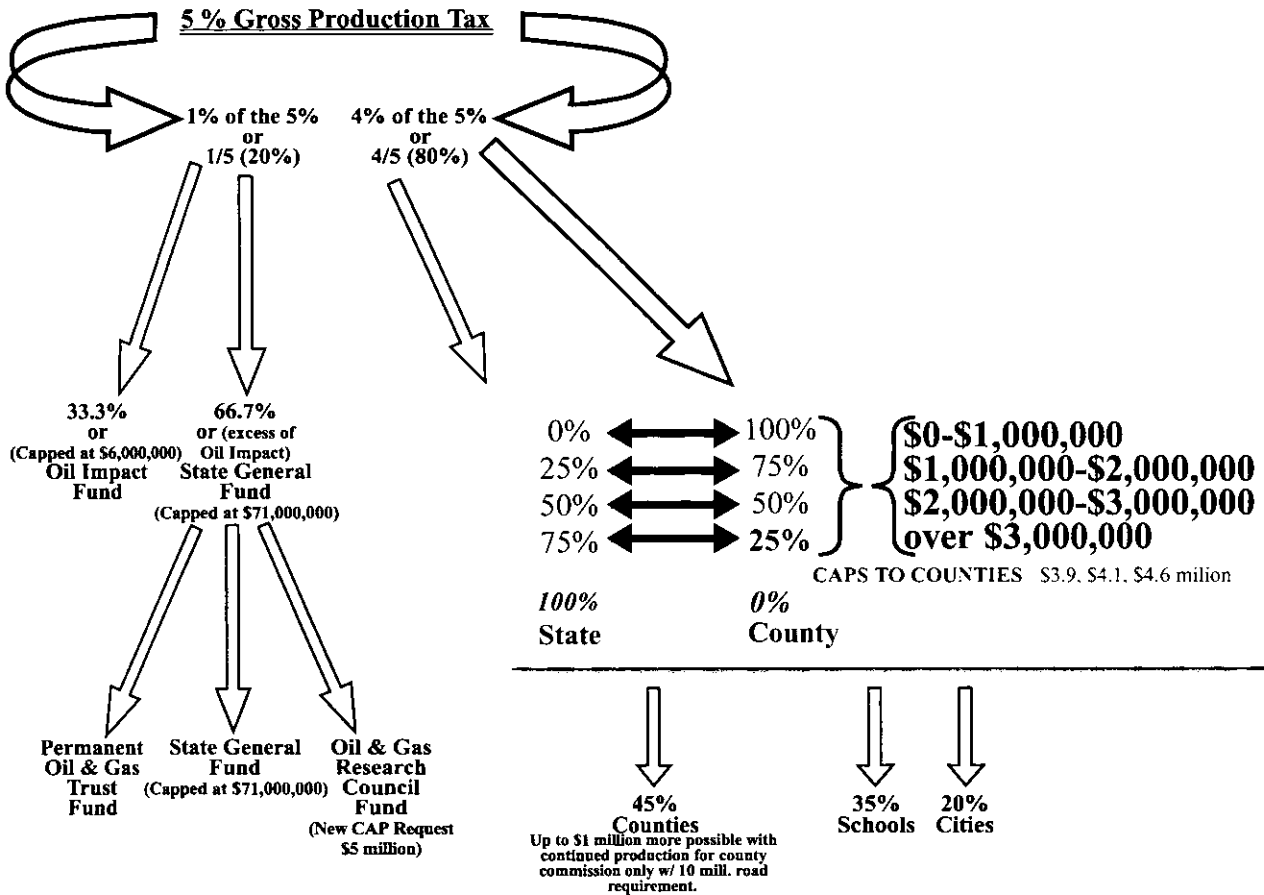 5 % Gross Production Tax
1% of the 5%
or
1/5 (20%)
4% of the 5%
or
4/5 (80%)
33.3%
or
(Capped at $6,000,000)
Oil Impact
Fund
66.7%
or (excess of
Oil Impact)
State General
Fund
(Capped at $71,000,000)
0% 100% $0-$1,000,000
25% 75% $1,000,000-$2,000,000
50% 50% $2,000,000-$3,000,000
75% 25% over $3,000,000
CAPS TO COUNTIES $3.9, $4.1, $4.6 milion
100% 0%
State County
Permanent
Oil & Gas
Trust
Fund
State General
Fund
(Capped at $71,000,000)
Oil & Gas
Research
Council
Fund
(New CAP Request
$5 million)
45%
Counties
Up to $1 million more possible with
continued production for county
commission only w/ 10 mill. road
requirement.
35%
Schools
20%
Cities